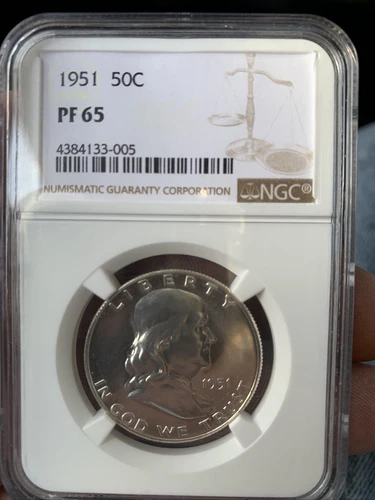 1951 50C
PF 65
4384133-005
NUMISMATIC GUARANTY CORPORATION NGC®
LIBERTY
1951
IN GOD WE TRUST